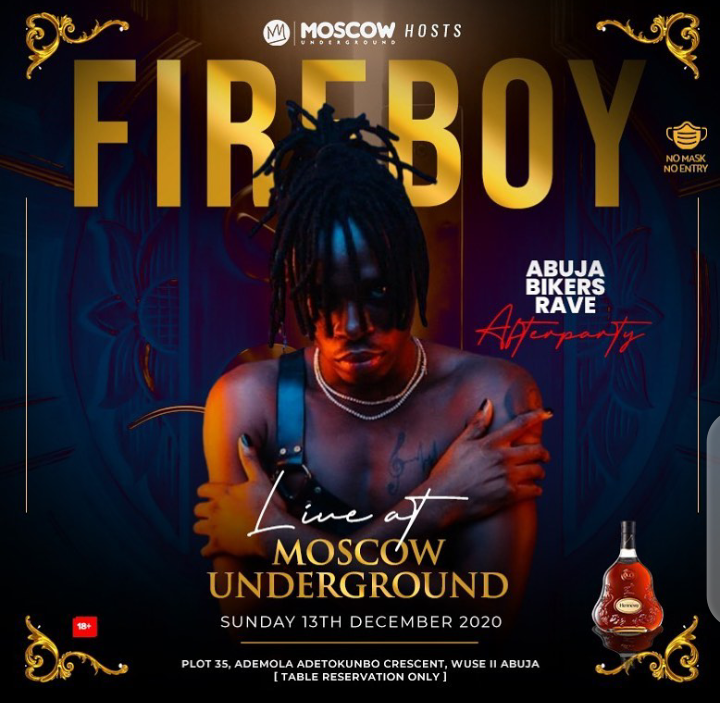 MOSCOW HOSTS
UNDERGROUND
FIREBOY
NO MASK
NO ENTRY
ABUJA
BIKERS
RAVE
Afterparty
Live at
MOSCOW
UNDERGROUND
Hennessy
SUNDAY 13TH DECEMBER 2020
18+
PLOT 35, ADEMOLA ADETOKUNBO CRESCENT, WUSE II ABUJA
[ TABLE RESERVATION ONLY ]